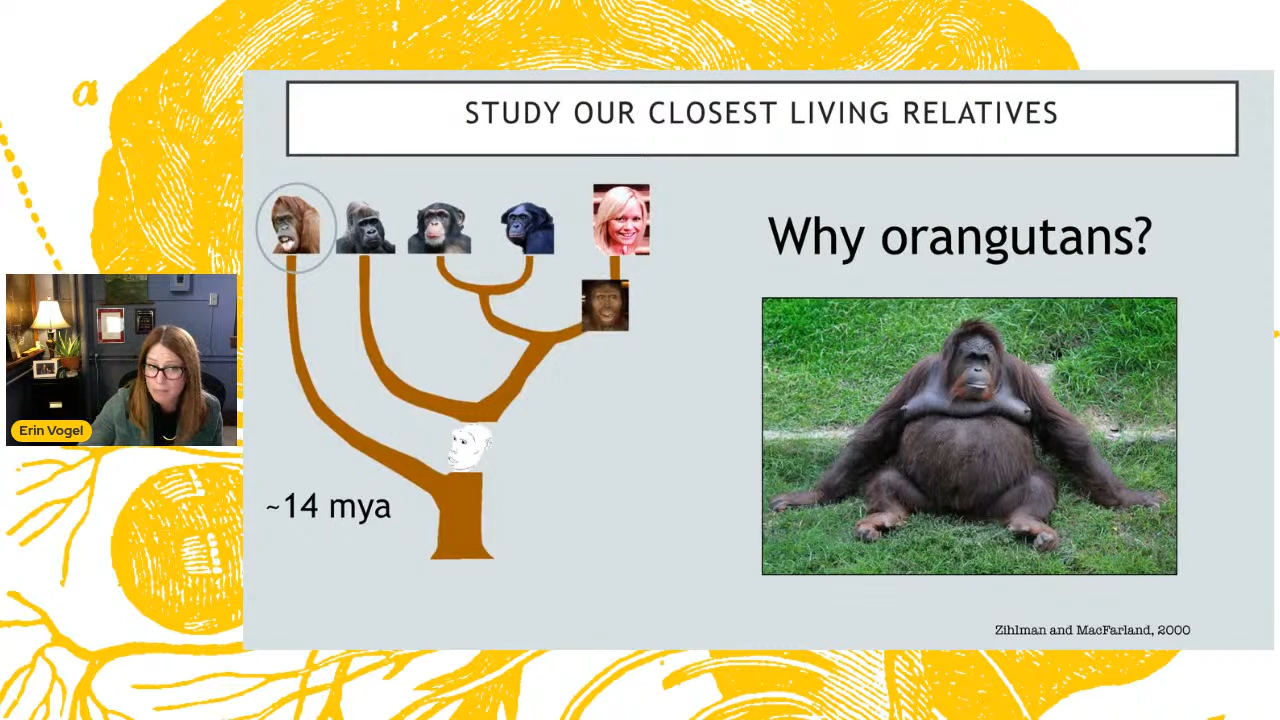 a
STUDY OUR CLOSEST LIVING RELATIVES
Why orangutans?
Erin Vogel
~14 mya
Zihlman and MacFarland, 2000